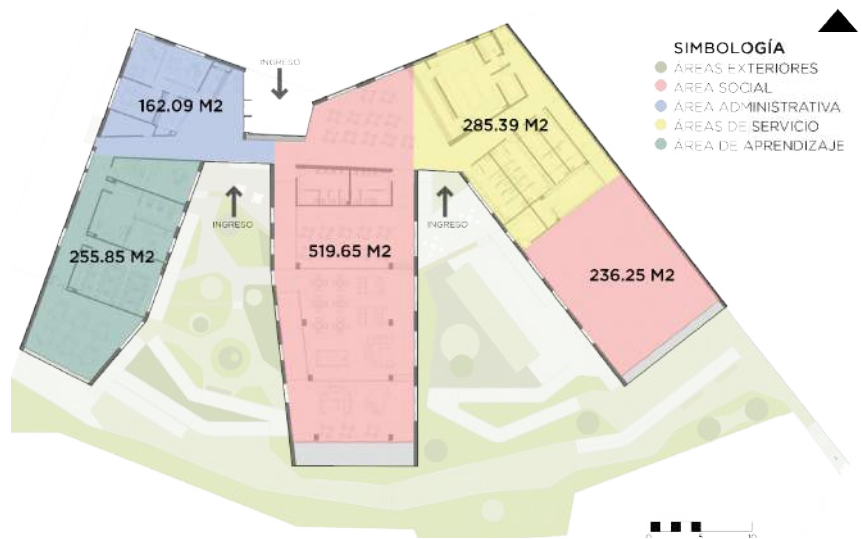 SIMBOLOGÍA
ÁREAS EXTERIORES
ÁREA SOCIAL
ÁREA ADMINISTRATIVA
ÁREAS DE SERVICIO
ÁREA DE APRENDIZAJE
INGRESO
162.09 M2
285.39 M2
INGRESO
INGRESO
255.85 M2
519.65 M2
236.25 M2
0 5 10